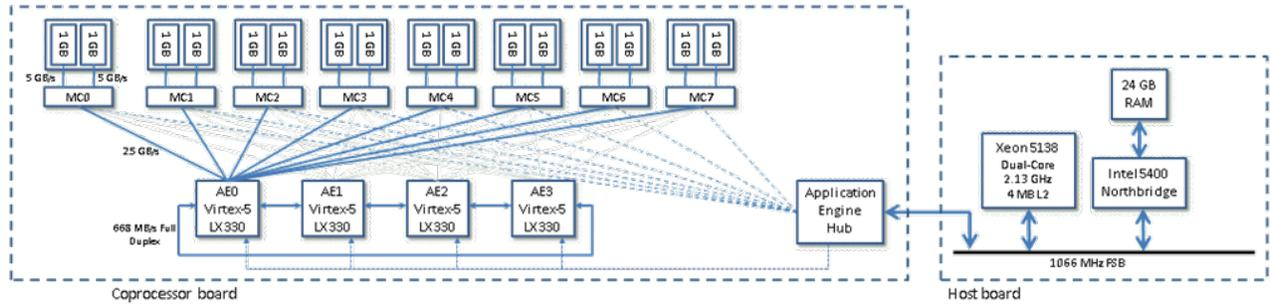 1 GB 1 GB 1 GB 1 GB 1 GB 1 GB 1 GB 1 GB 1 GB 1 GB 1 GB 1 GB 1 GB 1 GB 1 GB 1 GB
5 GB/s 5 GB/s
MC0 MC1 MC2 MC3 MC4 MC5 MC6 MC7
24 GB
RAM
25 GB/s
Xeon 5138
Dual-Core
2.13 GHz
4 MB L2
Intel 5400
Northbridge
AE0
Virtex-5
LX330
AE1
Virtex-5
LX330
AE2
Virtex-5
LX330
AE3
Virtex-5
LX330
Application
Engine
Hub
668 MB/s Full
Duplex
1066 MHz FSB
Coprocessor board
Host board